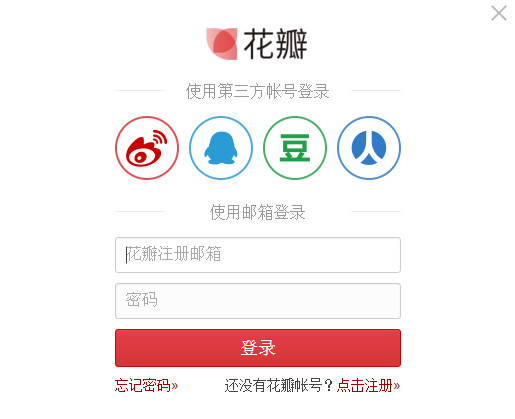 花瓣
使用第三方帐号登录
豆
使用邮箱登录
花瓣注册邮箱
密码
登录
忘记密码» 还没有花瓣帐号？点击注册»